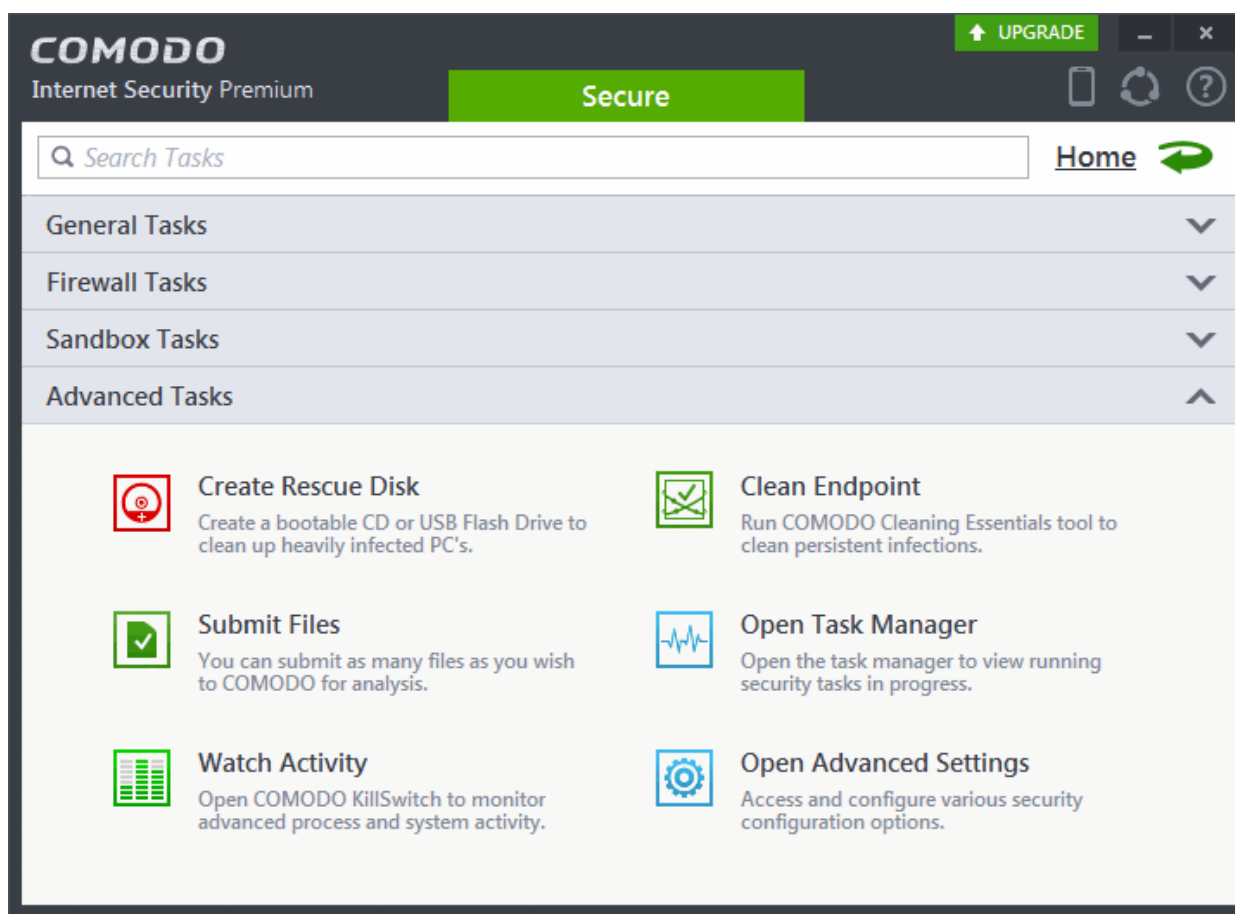 COMODO
Internet Security Premium
UPGRADE
Secure
Search Tasks
Home
General Tasks
Firewall Tasks
Sandbox Tasks
Advanced Tasks
Create Rescue Disk
Create a bootable CD or USB Flash Drive to
clean up heavily infected PC's.
Clean Endpoint
Run COMODO Cleaning Essentials tool to
clean persistent infections.
Submit Files
You can submit as many files as you wish
to COMODO for analysis.
Open Task Manager
Open the task manager to view running
security tasks in progress.
Watch Activity
Open COMODO KillSwitch to monitor
advanced process and system activity.
Open Advanced Settings
Access and configure various security
configuration options.